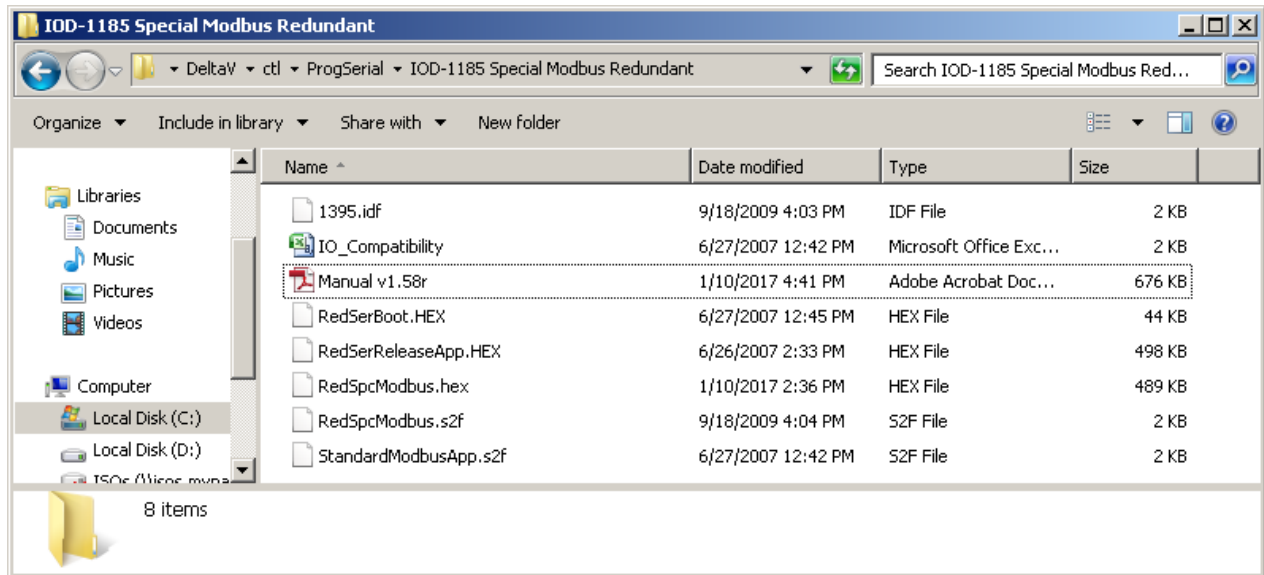 IOD-1185 Special Modbus Redundant
DeltaV ctl ProgSerial IOD-1185 Special Modbus Redundant Search IOD-1185 Special Modbus Red...
Organize Include in library Share with New folder
Name Date modified Type Size
Libraries
Documents
Music
Pictures
Videos
Computer
Local Disk (C:)
Local Disk (D:)
1395.idf 9/18/2009 4:03 PM IDF File 2 KB
IO_Compatibility 6/27/2007 12:42 PM Microsoft Office Exc... 2 KB
Manual v1.58r 1/10/2017 4:41 PM Adobe Acrobat Doc... 676 KB
RedSerBoot.HEX 6/27/2007 12:45 PM HEX File 44 KB
RedSerReleaseApp.HEX 6/26/2007 2:33 PM HEX File 498 KB
RedSpcModbus.hex 1/10/2017 2:36 PM HEX File 489 KB
RedSpcModbus.s2f 9/18/2009 4:04 PM S2F File 2 KB
StandardModbusApp.s2f 6/27/2007 12:42 PM S2F File 2 KB
8 items